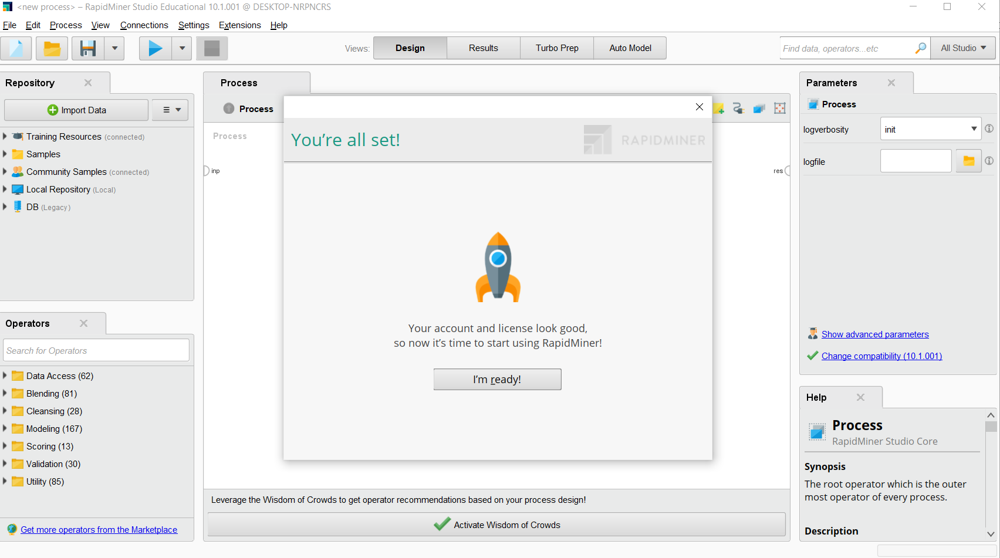 <new process> – RapidMiner Studio Educational 10.1.001 @ DESKTOP-NRPNCRS
File Edit Process View Connections Settings Extensions Help
Views: Design Results Turbo Prep Auto Model
Find data, operators...etc
All Studio
Repository
Import Data
Training Resources (connected)
Samples
Community Samples (connected)
Local Repository (Local)
DB (Legacy)
Operators
Search for Operators
Data Access (62)
Blending (81)
Cleansing (28)
Modeling (167)
Scoring (13)
Validation (30)
Utility (85)
Get more operators from the Marketplace
Process
Process
Process
inp
res
You’re all set!
RAPIDMINER
Your account and license look good,
so now it’s time to start using RapidMiner!
I’m ready!
Leverage the Wisdom of Crowds to get operator recommendations based on your process design!
Activate Wisdom of Crowds
Parameters
Process
logverbosity
init
logfile
Show advanced parameters
Change compatibility (10.1.001)
Help
Process
RapidMiner Studio Core
Synopsis
The root operator which is the outer
most operator of every process.
Description